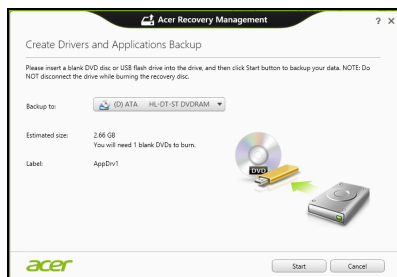 Acer Recovery Management
? X
Create Drivers and Applications Backup
Please insert a blank DVD disc or USB flash drive into the drive, and then click Start button to backup your data. NOTE: Do
NOT disconnect the drive while burning the recovery disc.
Backup to: (D) ATA HL-DT-ST DVDRAM
Estimated size: 2.66 GB
You will need 1 blank DVDs to burn.
Label: AppDrv1
DVD
acer Start Cancel